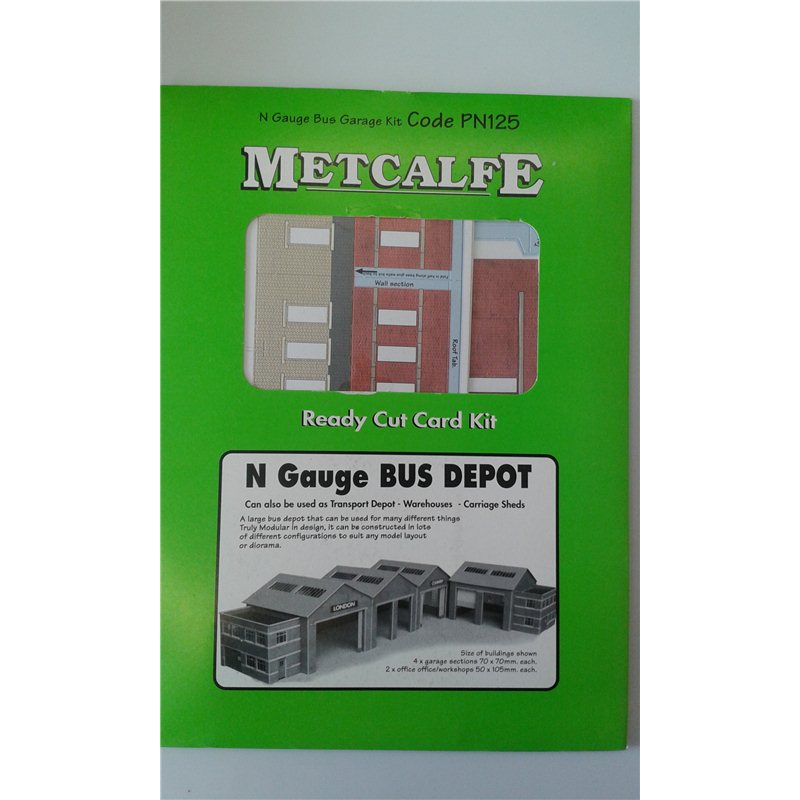 N Gauge Bus Garage Kit Code PN125
METCALFE
Wall section
Roof Tab.
Ready Cut Card Kit
N Gauge BUS DEPOT
Can also be used as Transport Depot - Warehouses - Carriage Sheds
A large bus depot that can be used for many different things
Truly Modular in design, it can be constructed in lots
of different configurations to suit any model layout
or diorama.
LONDON
Size of buildings shown
4 x garage sections 70 x 70mm. each.
2 x office office/workshops 50 x 105mm. each.